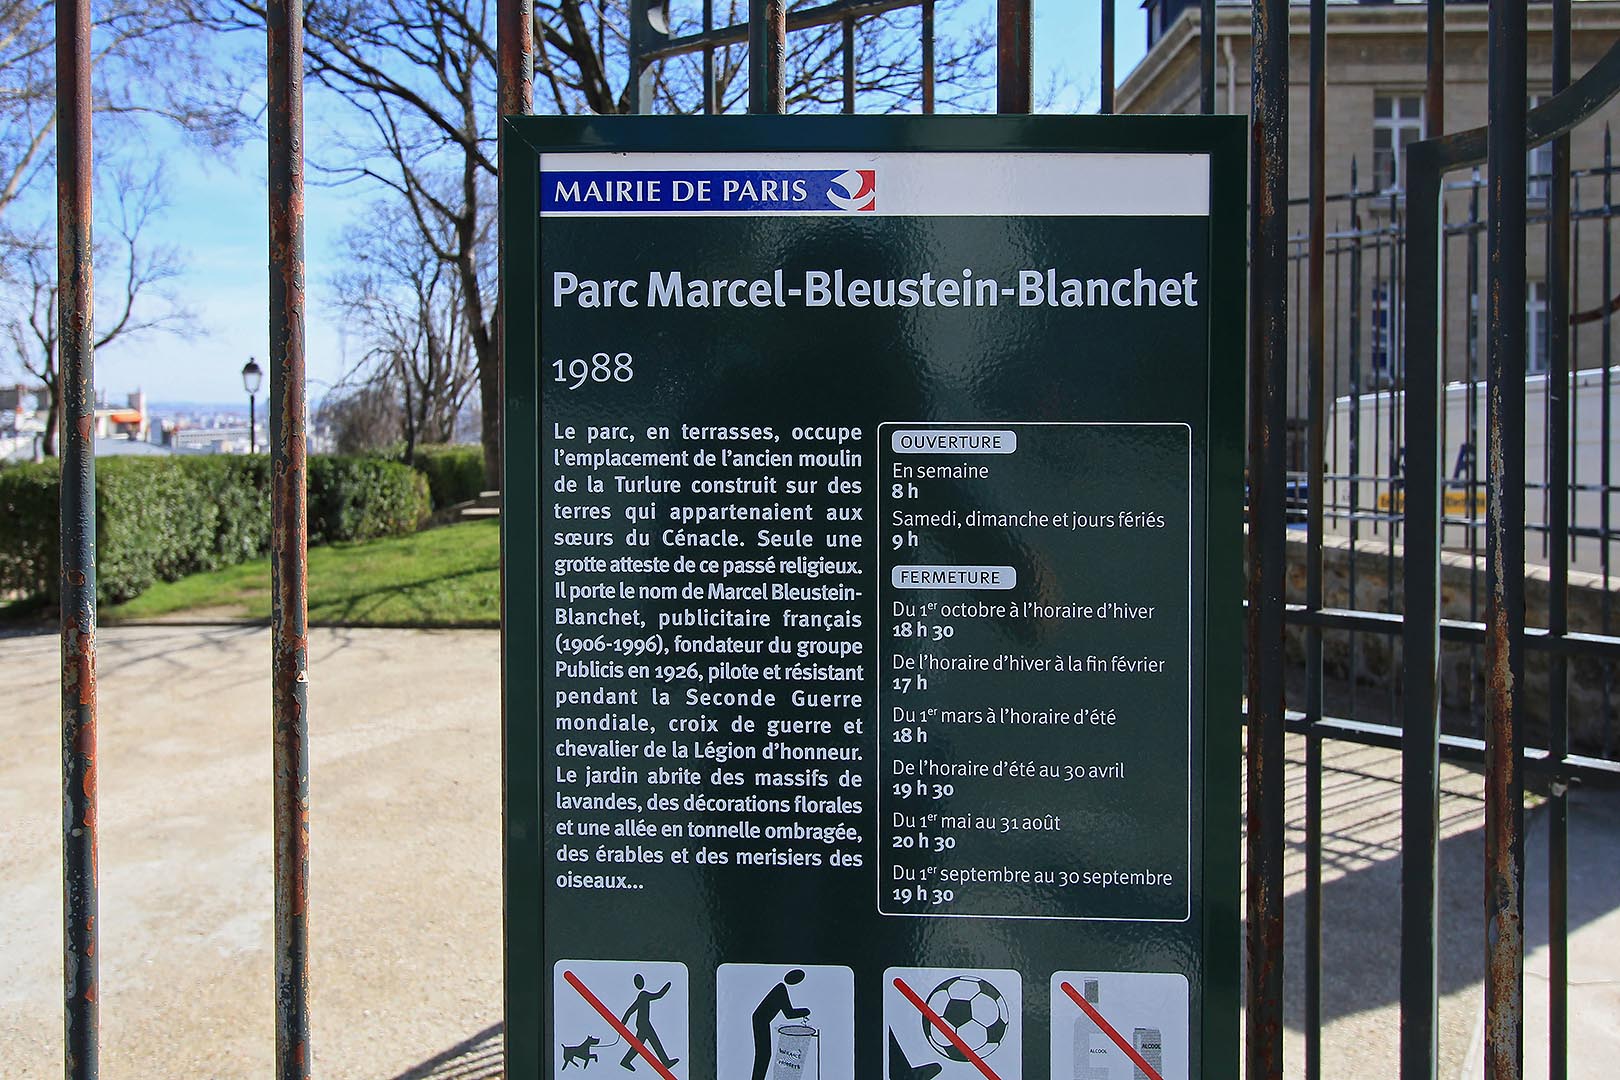 MAIRIE DE PARIS
Parc Marcel-Bleustein-Blanchet
1988
Le parc, en terrasses, occupe
l'emplacement de l'ancien moulin
de la Turlure construit sur des
terres qui appartenaient aux
sœurs du Cénacle. Seule une
grotte atteste de ce passé religieux.
Il porte le nom de Marcel Bleustein-
Blanchet, publicitaire français
(1906-1996), fondateur du groupe
Publicis en 1926, pilote et résistant
pendant la Seconde Guerre
mondiale, croix de guerre et
chevalier de la Légion d'honneur.
Le jardin abrite des massifs de
lavandes, des décorations florales
et une allée en tonnelle ombragée,
des érables et des merisiers des
oiseaux...
OUVERTURE
En semaine
8 h
Samedi, dimanche et jours fériés
9 h
FERMETURE
Du 1er octobre à l'horaire d'hiver
18 h 30
De l'horaire d'hiver à la fin février
17 h
Du 1er mars à l'horaire d'été
18 h
De l'horaire d'été au 30 avril
19 h 30
Du 1er mai au 31 août
20 h 30
Du 1er septembre au 30 septembre
19 h 30
ALCOOL
ALCOOL